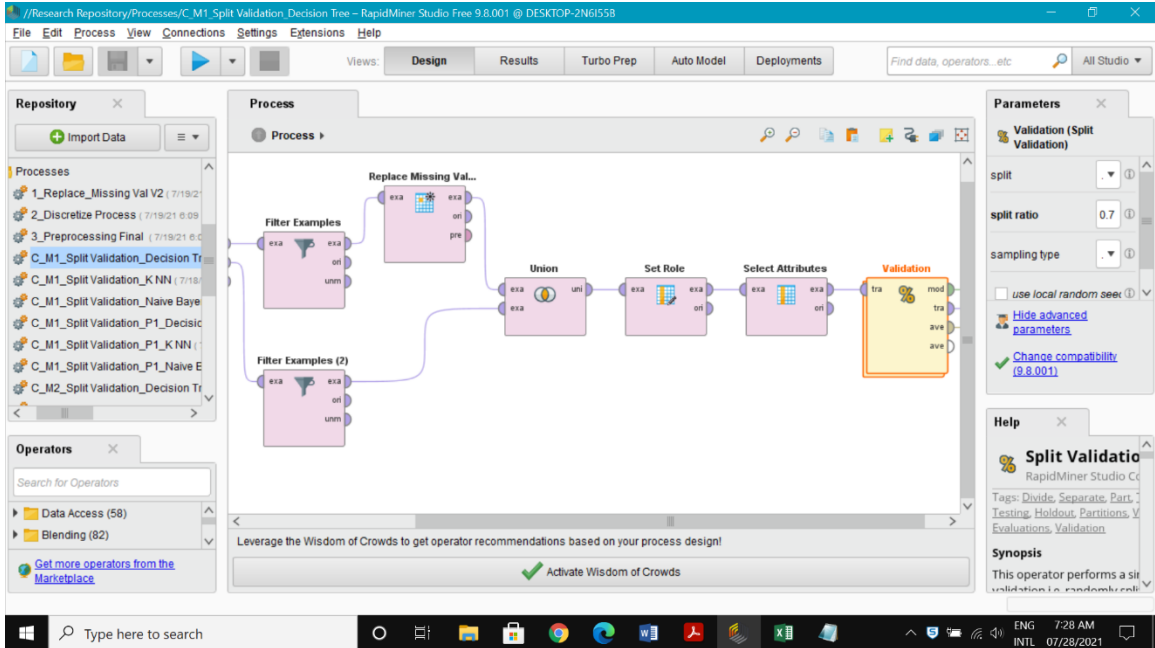 //Research Repository/Processes/C_M1_Split Validation_Decision Tree – RapidMiner Studio Free 9.8.001 @ DESKTOP-2N6I55B
File Edit Process View Connections Settings Extensions Help
Views: Design Results Turbo Prep Auto Model Deployments Find data, operators...etc All Studio
Repository
Import Data
Processes
1_Replace_Missing Val V2 ( 7/19/2
2_Discretize Process ( 7/19/21 6:09
3_Preprocessing Final ( 7/19/21 6:0
C_M1_Split Validation_Decision Tr
C_M1_Split Validation_K NN ( 7/18/
C_M1_Split Validation_Naive Baye
C_M1_Split Validation_P1_Decisic
C_M1_Split Validation_P1_K NN (
C_M1_Split Validation_P1_Naive E
C_M2_Split Validation_Decision Tr
Operators
Search for Operators
Data Access (58)
Blending (82)
Get more operators from the
Marketplace
Process
Process
Replace Missing Val...
exa exa
ori
pre
Filter Examples
exa exa
ori
unm
Filter Examples (2)
exa exa
ori
unm
Union
exa uni
exa
Set Role
exa exa
ori
Select Attributes
exa exa
ori
Validation
tra mod
tra
ave
ave
Leverage the Wisdom of Crowds to get operator recommendations based on your process design!
Activate Wisdom of Crowds
Parameters
Validation (Split
Validation)
split
split ratio 0.7
sampling type
use local random seed
Hide advanced
parameters
Change compatibility
(9.8.001)
Help
Split Validatio
RapidMiner Studio Co
Tags: Divide, Separate, Part,
Testing, Holdout, Partitions, V
Evaluations, Validation
Synopsis
This operator performs a sir
validation i.e. randomly spli
Type here to search
ENG 7:28 AM
INTL 07/28/2021